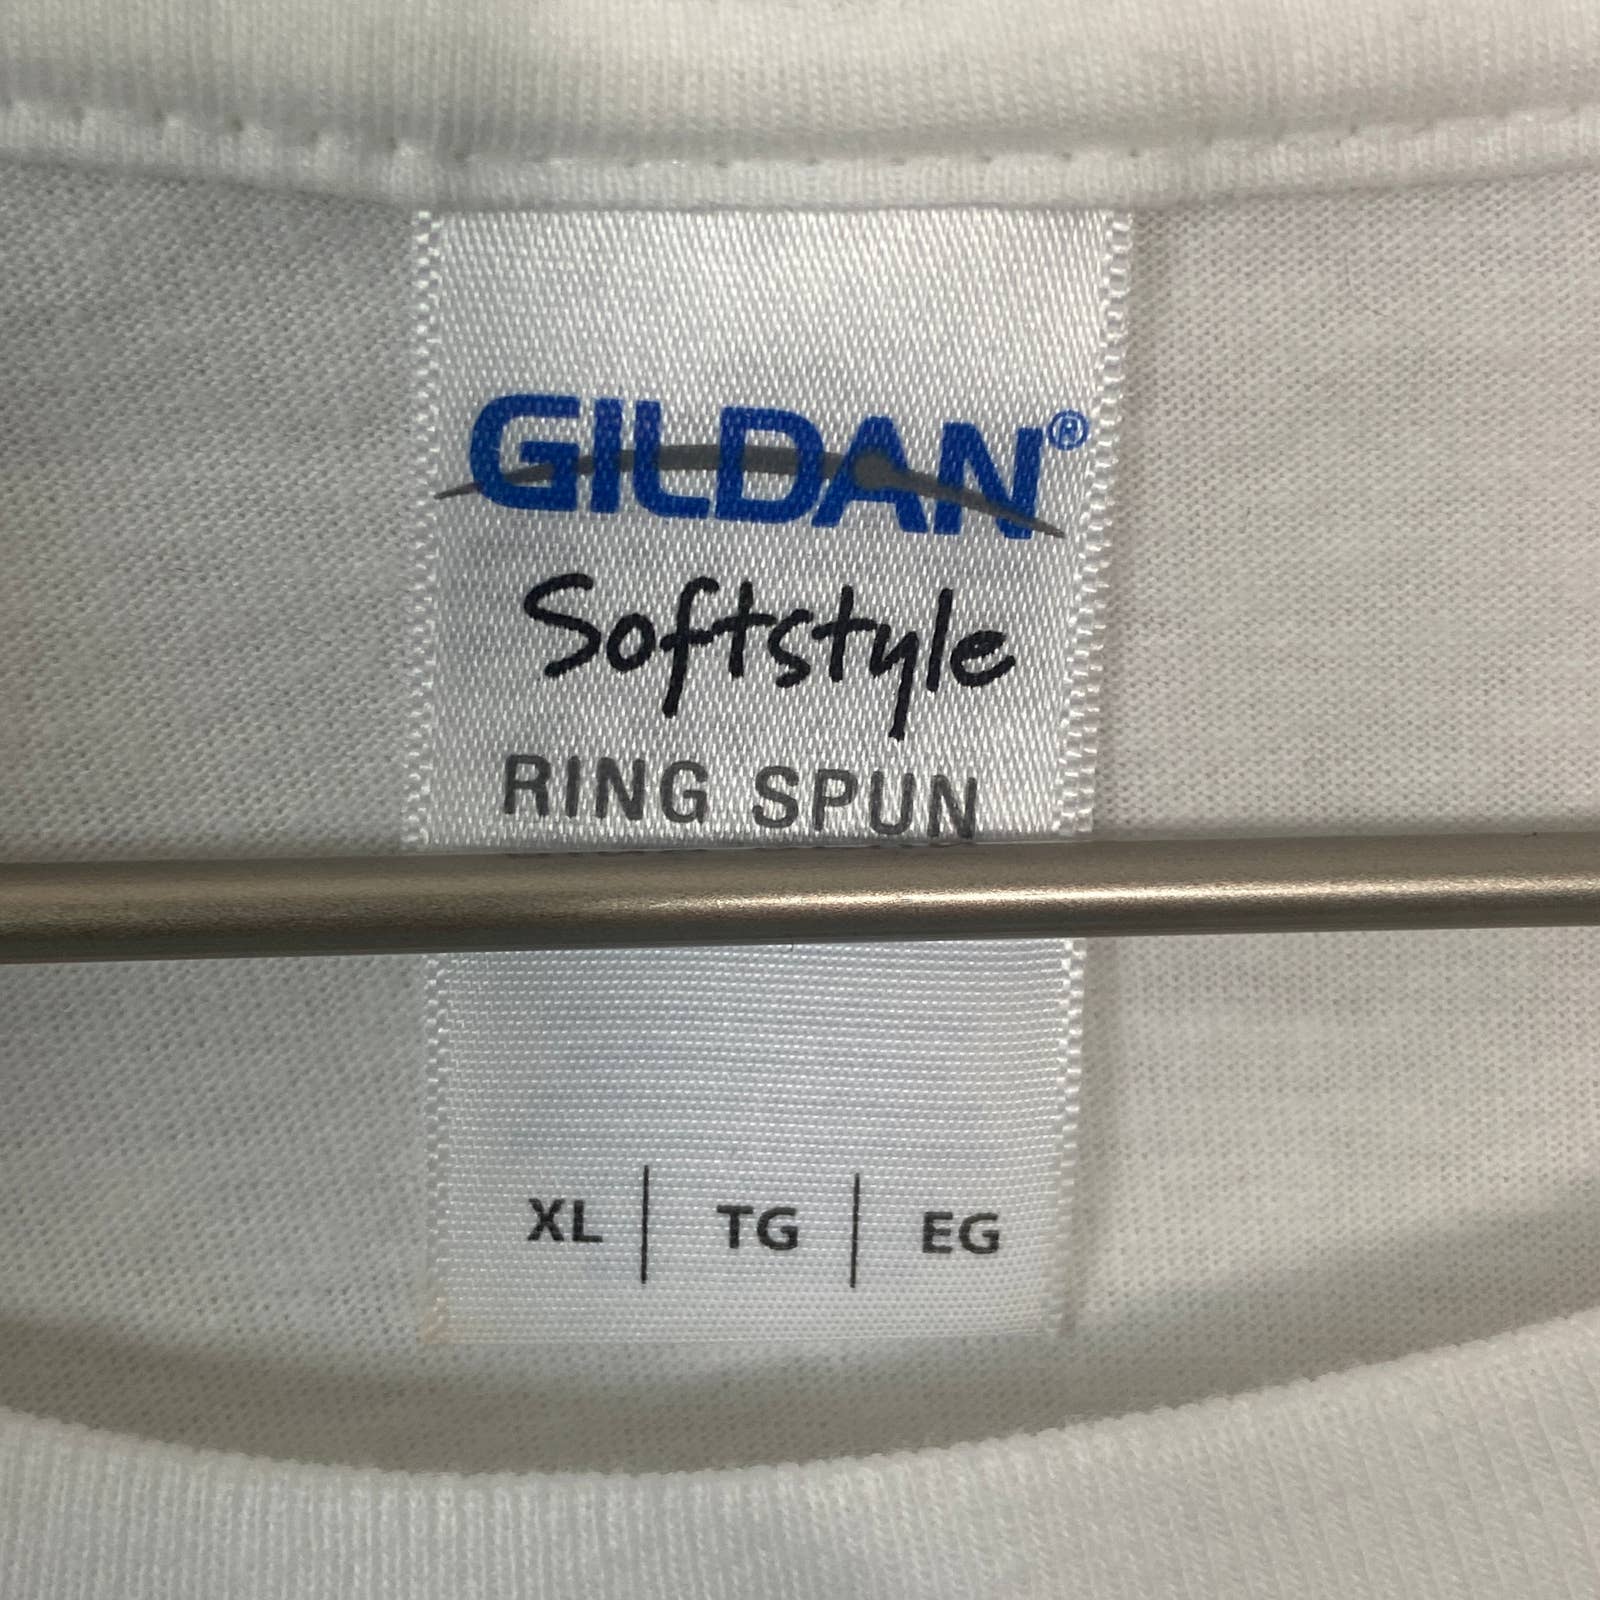 GILDAN®
Softstyle
RING SPUN
XL | TG | EG